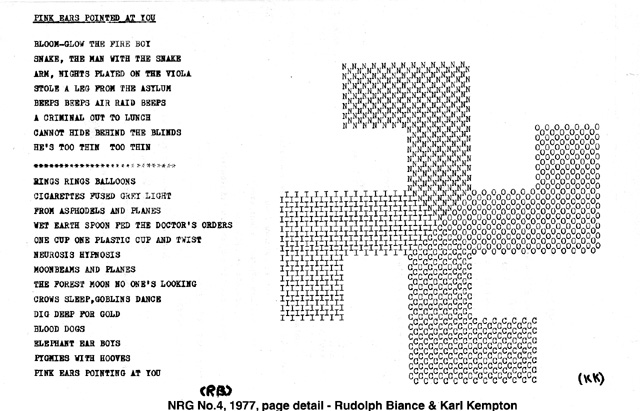 PINK EARS POINTED AT YOU
BLOOM-GLOW THE FIRE BOY
SNAKE, THE MAN WITH THE SNAKE
ARM, NIGHTS PLAYED ON THE VIOLA
STOLE A LEG FROM THE ASYLUM
BEEPS BEEPS AIR RAID BEEPS
A CRIMINAL OUT TO LUNCH
CANNOT HIDE BEHIND THE BLINDS
HE'S TOO THIN TOO THIN
RINGS RINGS BALLOONS
CIGARETTES FUSED GREY LIGHT
FROM ASPHODELS AND PLANES
WET EARTH SPOON FED THE DOCTOR'S ORDERS
ONE CUP ONE PLASTIC CUP AND TWIST
NEUROSIS HYPNOSIS
MOONBEAMS AND PLANES
THE FOREST MOON NO ONE'S LOOKING
CROWS SLEEP,GOBLINS DANCE
DIG DEEP FOR GOLD
BLOOD DOGS
ELEPHANT EAR BOYS
PYGMIES WITH HOOVES
PINK EARS POINTING AT YOU
(RB)
(KK)
NRG No.4, 1977, page detail - Rudolph Biance & Karl Kempton